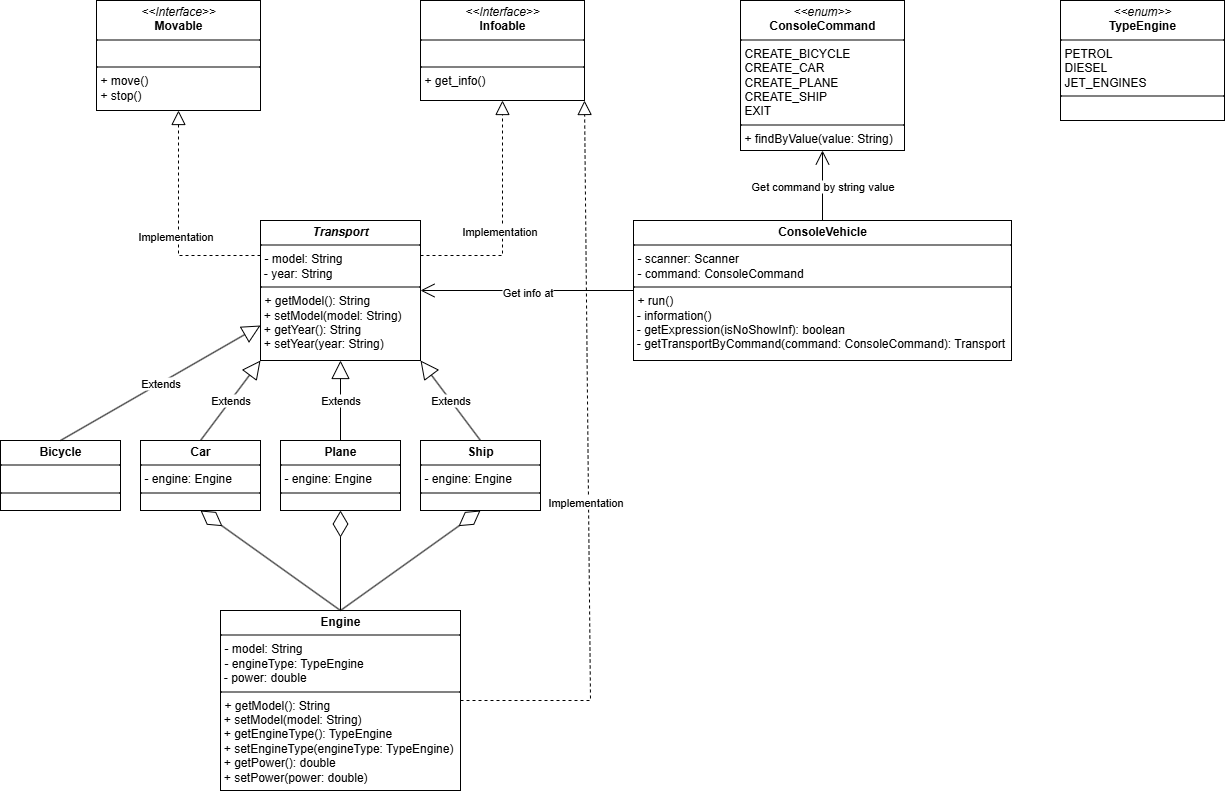 <<Interface>>
Movable
+ move()
+ stop()
<<Interface>>
Infoable
+ get_info()
<<enum>>
ConsoleCommand
CREATE_BICYCLE
CREATE_CAR
CREATE_PLANE
CREATE_SHIP
EXIT
+ findByValue(value: String)
<<enum>>
TypeEngine
PETROL
DIESEL
JET_ENGINES
Get command by string value
Implementation
Implementation
Transport
- model: String
- year: String
+ getModel(): String
+ setModel(model: String)
+ getYear(): String
+ setYear(year: String)
Get info at
ConsoleVehicle
- scanner: Scanner
- command: ConsoleCommand
+ run()
- information()
- getExpression(isNoShowInf): boolean
- getTransportByCommand(command: ConsoleCommand): Transport
Extends
Extends
Extends
Extends
Bicycle
Car
- engine: Engine
Plane
- engine: Engine
Ship
- engine: Engine
Implementation
Engine
- model: String
- engineType: TypeEngine
- power: double
+ getModel(): String
+ setModel(model: String)
+ getEngineType(): TypeEngine
+ setEngineType(engineType: TypeEngine)
+ getPower(): double
+ setPower(power: double)